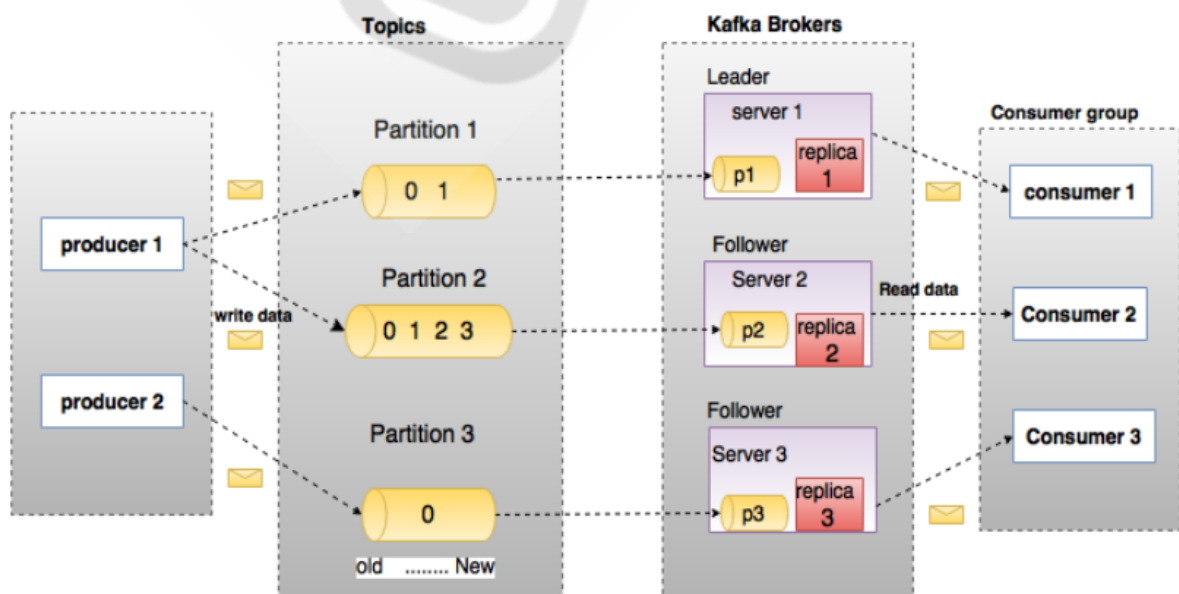 Topics
Kafka Brokers
Leader
server 1
Consumer group
Partition 1
0 1
p1
replica
1
consumer 1
producer 1
Follower
Server 2
Partition 2
write data
0 1 2 3
p2
replica
2
Read data
Consumer 2
producer 2
Follower
Server 3
Partition 3
0
p3
replica
3
Consumer 3
old ........ New